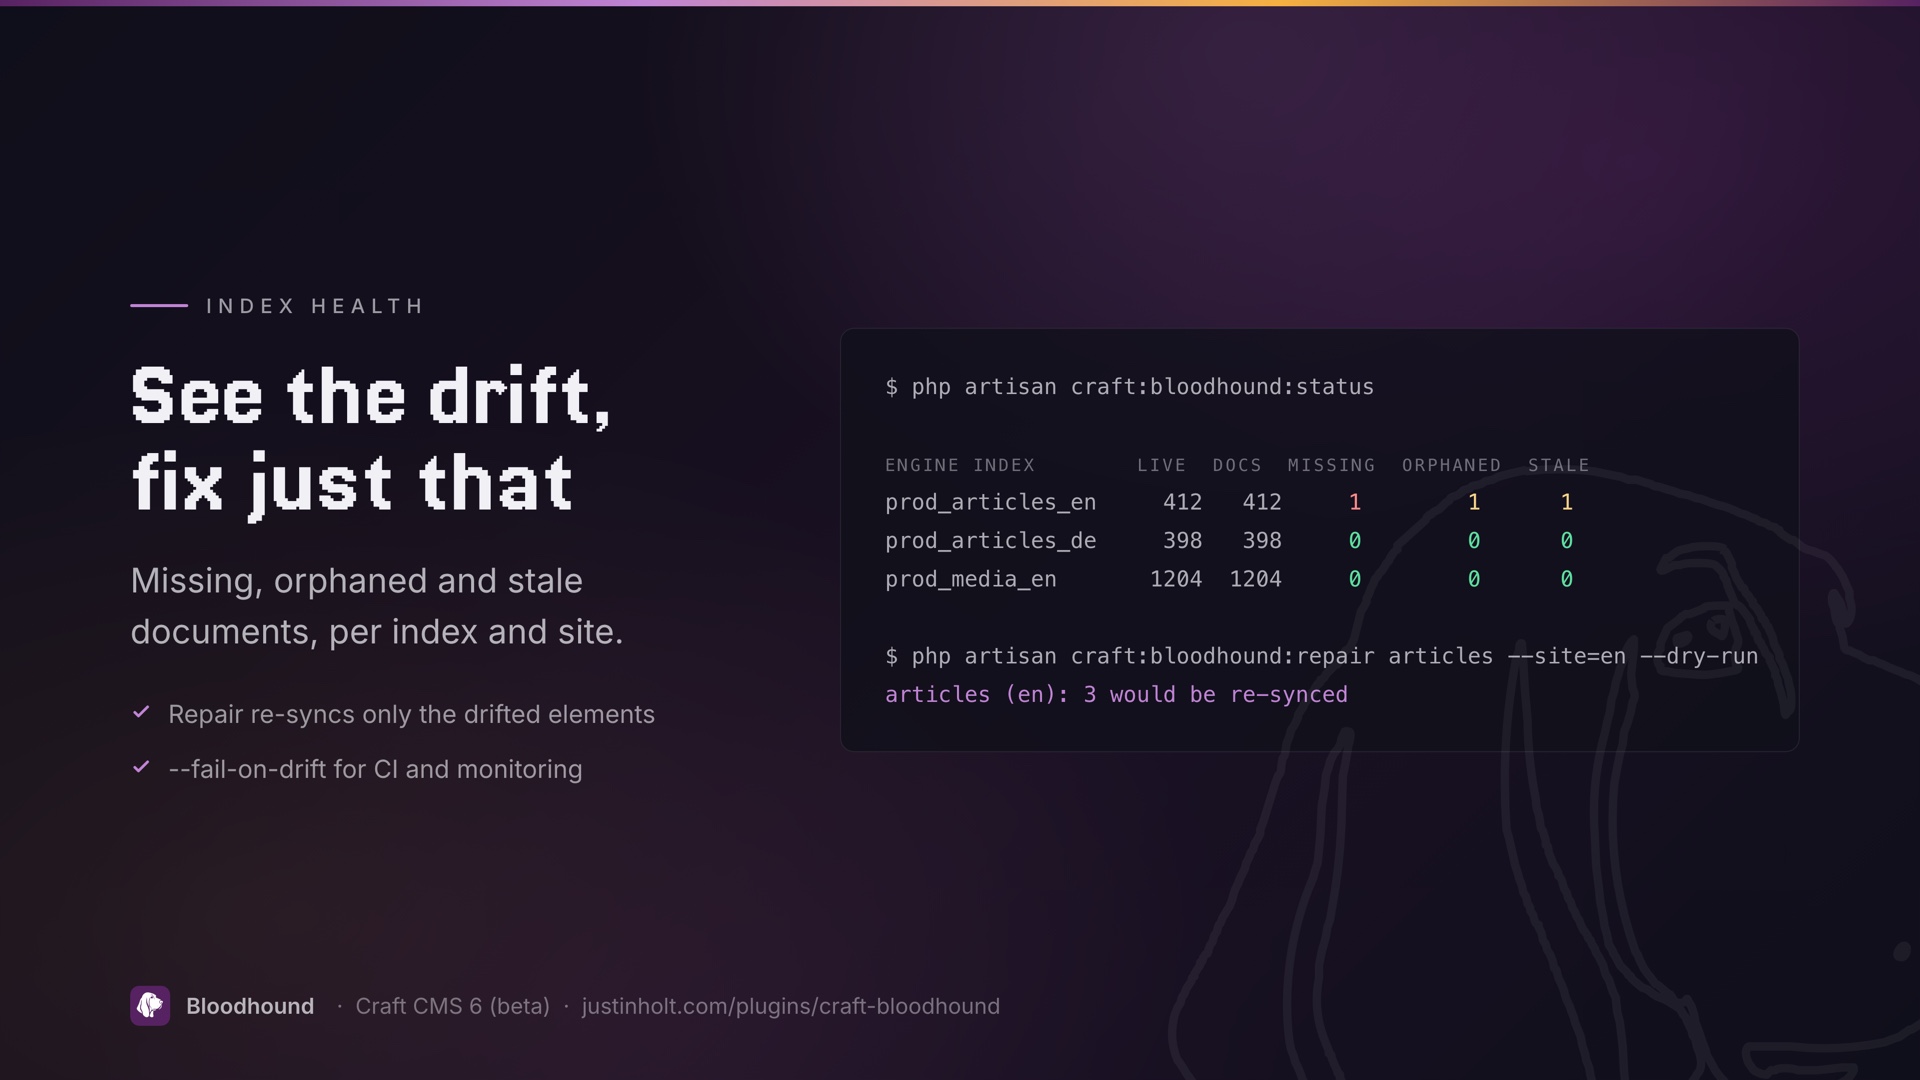 INDEX HEALTH
See the drift,
fix just that
Missing, orphaned and stale
documents, per index and site.
Repair re-syncs only the drifted elements
--fail-on-drift for CI and monitoring
$ php artisan craft:bloodhound:status
ENGINE INDEX LIVE DOCS MISSING ORPHANED STALE
prod_articles_en 412 412 1 1 1
prod_articles_de 398 398 0 0 0
prod_media_en 1204 1204 0 0 0
$ php artisan craft:bloodhound:repair articles --site=en --dry-run
articles (en): 3 would be re-synced
Bloodhound · Craft CMS 6 (beta) · justinholt.com/plugins/craft-bloodhound